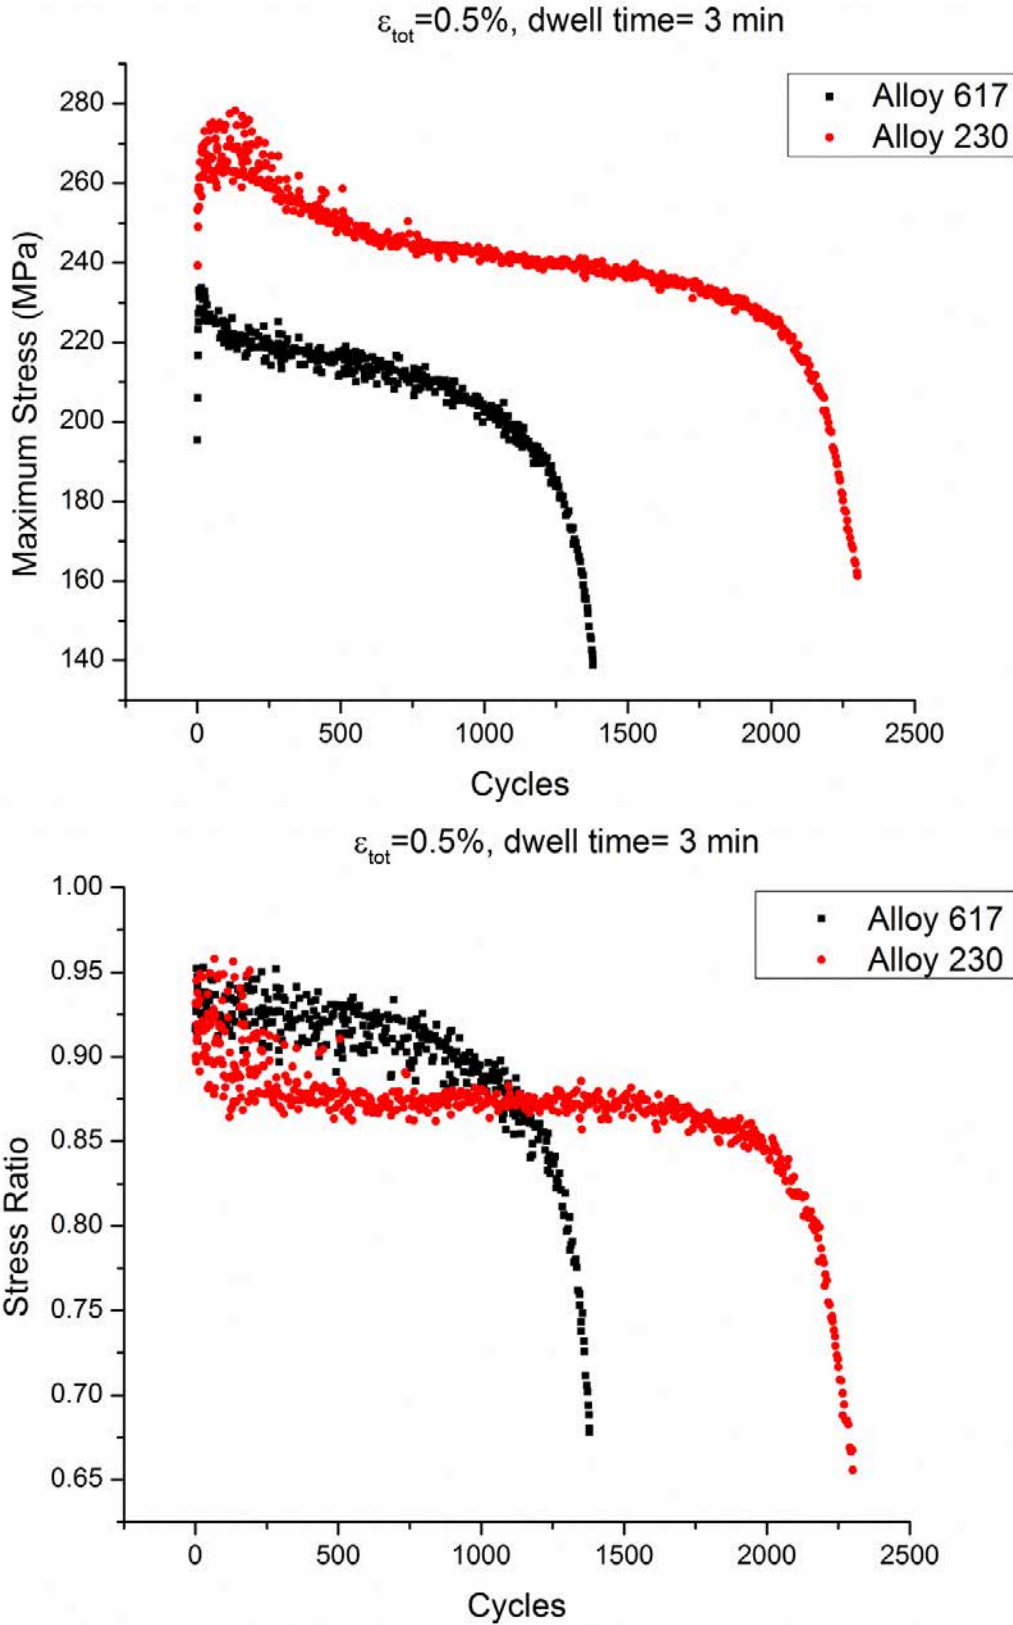 ε_tot=0.5%, dwell time= 3 min
Alloy 617
Alloy 230
280
260
240
220
200
180
160
140
Maximum Stress (MPa)
0 500 1000 1500 2000 2500
Cycles
ε_tot=0.5%, dwell time= 3 min
Alloy 617
Alloy 230
1.00
0.95
0.90
0.85
0.80
0.75
0.70
0.65
Stress Ratio
0 500 1000 1500 2000 2500
Cycles